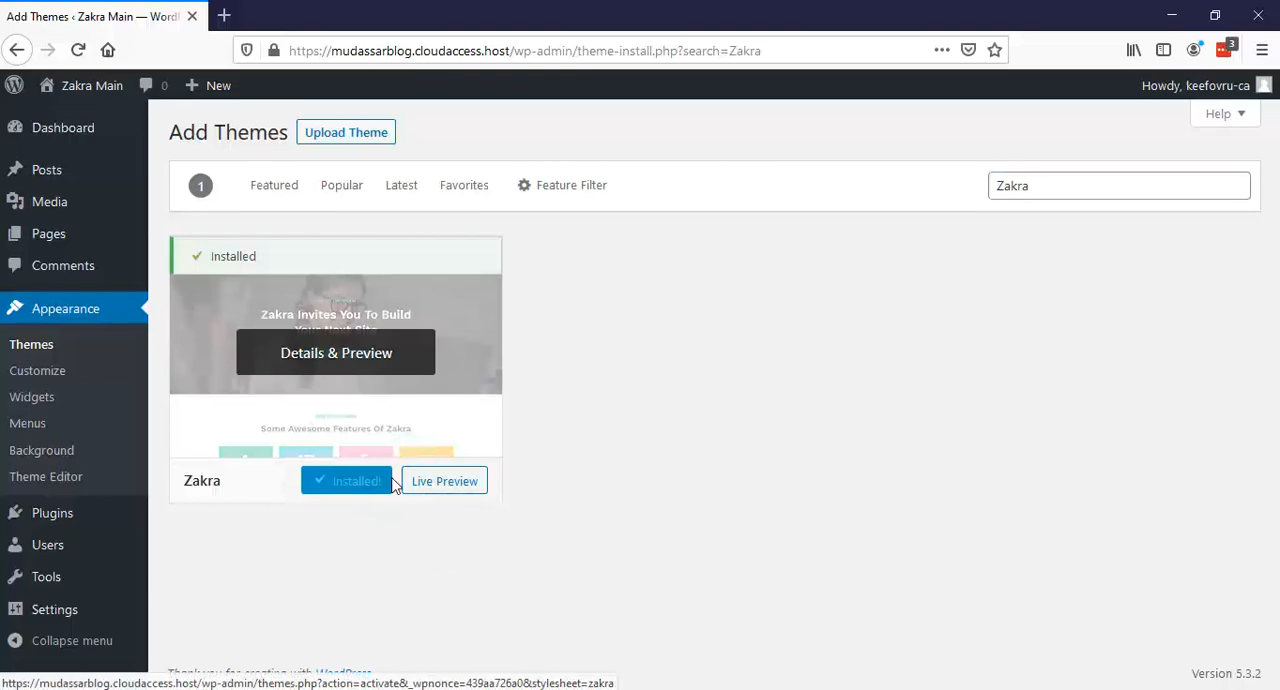 Add Themes ‹ Zakra Main — WordP
https://mudassarblog.cloudaccess.host/wp-admin/theme-install.php?search=Zakra
3
Zakra Main
0
New
Howdy, keefovru-ca
Dashboard
Posts
Media
Pages
Comments
Appearance
Themes
Customize
Widgets
Menus
Background
Theme Editor
Plugins
Users
Tools
Settings
Collapse menu
Add Themes
Upload Theme
Help
1
Featured
Popular
Latest
Favorites
Feature Filter
Zakra
Installed
Zakra Invites You To Build
Your Next Site
Details & Preview
Some Awesome Features Of Zakra
Zakra
Installed!
Live Preview
Thank you for creating with WordPress
Version 5.3.2
https://mudassarblog.cloudaccess.host/wp-admin/themes.php?action=activate&_wpnonce=439aa726a0&stylesheet=zakra